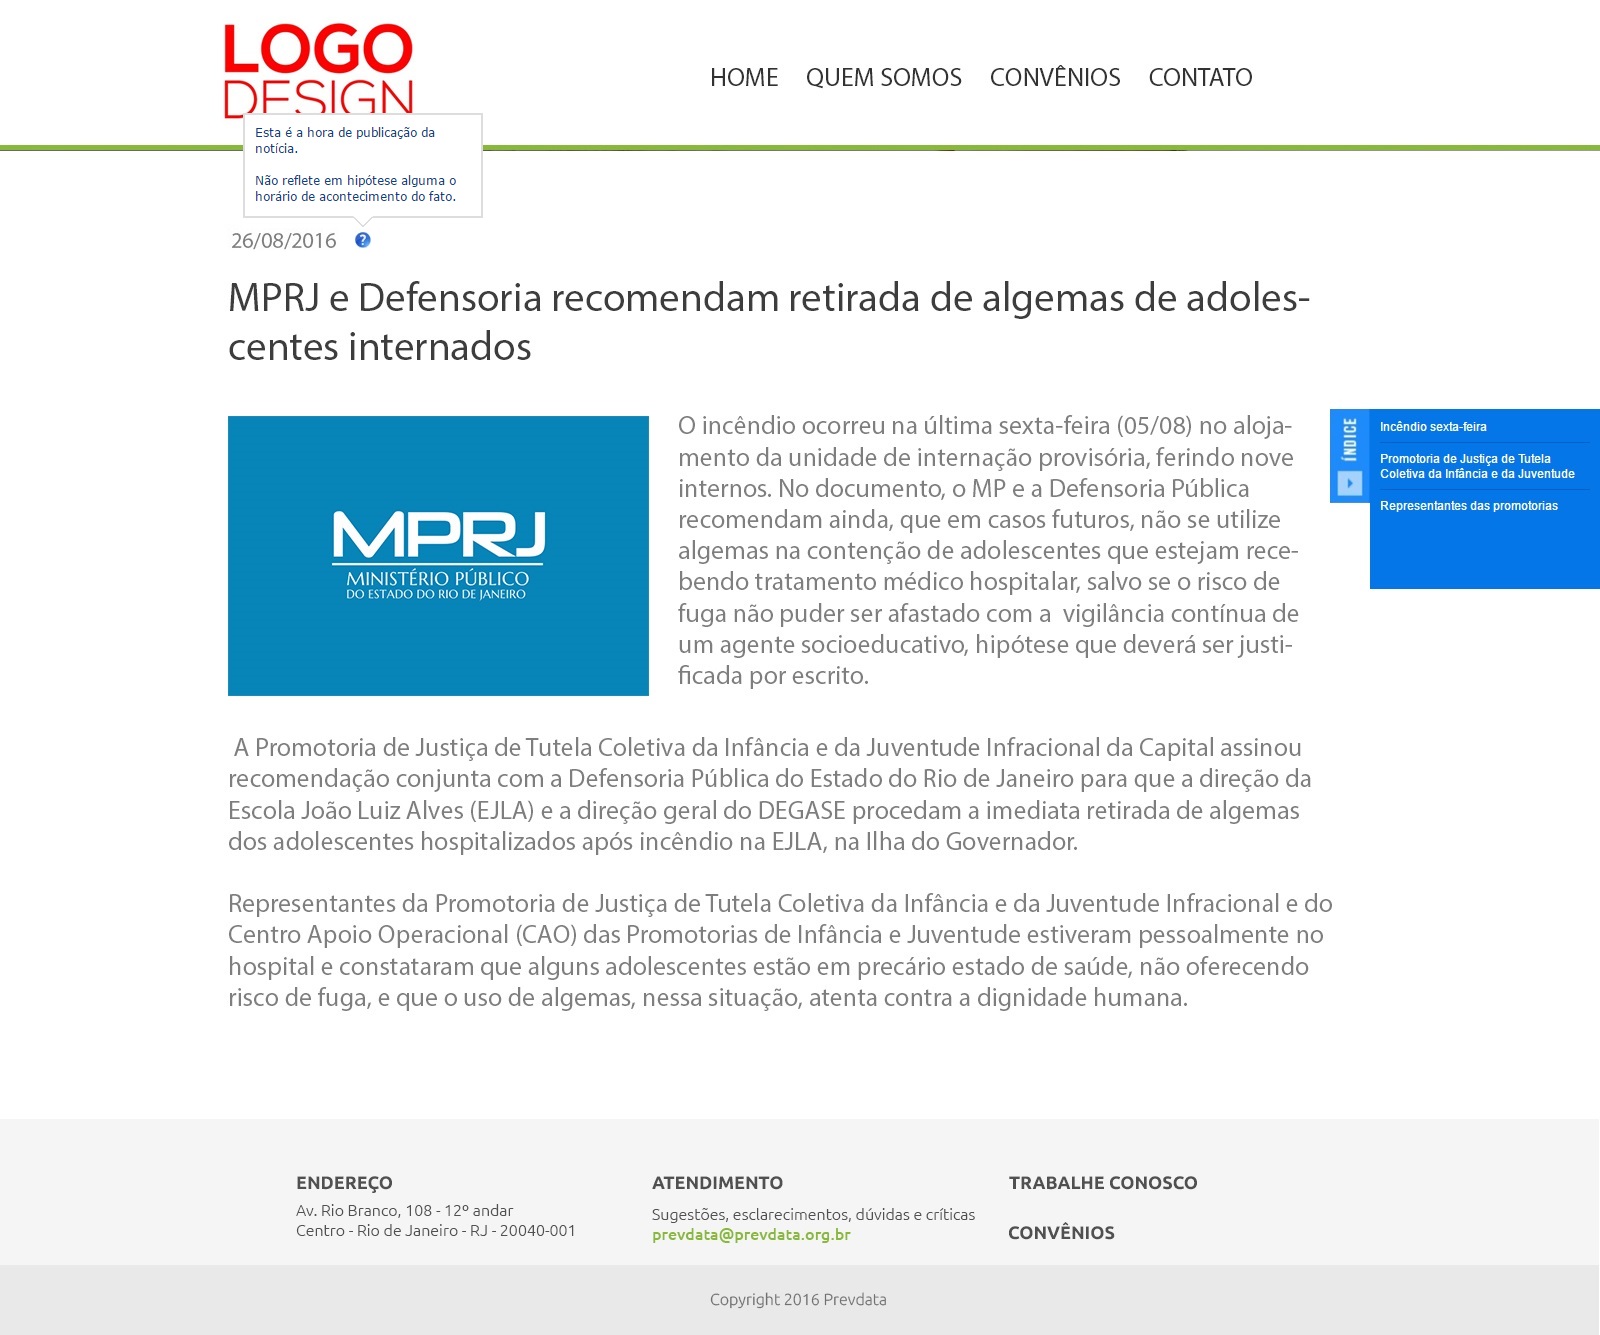 LOGO
DESIGN
HOME QUEM SOMOS CONVÊNIOS CONTATO
Esta é a hora de publicação da
notícia.
Não reflete em hipótese alguma o
horário de acontecimento do fato.
26/08/2016 ?
MPRJ e Defensoria recomendam retirada de algemas de adoles-
centes internados
MPRJ
MINISTÉRIO PÚBLICO
DO ESTADO DO RIO DE JANEIRO
O incêndio ocorreu na última sexta-feira (05/08) no aloja-
mento da unidade de internação provisória, ferindo nove
internos. No documento, o MP e a Defensoria Pública
recomendam ainda, que em casos futuros, não se utilize
algemas na contenção de adolescentes que estejam rece-
bendo tratamento médico hospitalar, salvo se o risco de
fuga não puder ser afastado com a vigilância contínua de
um agente socioeducativo, hipótese que deverá ser justi-
ficada por escrito.
ÍNDICE
Incêndio sexta-feira
Promotoria de Justiça de Tutela
Coletiva da Infância e da Juventude
Representantes das promotorias
A Promotoria de Justiça de Tutela Coletiva da Infância e da Juventude Infracional da Capital assinou
recomendação conjunta com a Defensoria Pública do Estado do Rio de Janeiro para que a direção da
Escola João Luiz Alves (EJLA) e a direção geral do DEGASE procedam a imediata retirada de algemas
dos adolescentes hospitalizados após incêndio na EJLA, na Ilha do Governador.
Representantes da Promotoria de Justiça de Tutela Coletiva da Infância e da Juventude Infracional e do
Centro Apoio Operacional (CAO) das Promotorias de Infância e Juventude estiveram pessoalmente no
hospital e constataram que alguns adolescentes estão em precário estado de saúde, não oferecendo
risco de fuga, e que o uso de algemas, nessa situação, atenta contra a dignidade humana.
ENDEREÇO
Av. Rio Branco, 108 - 12º andar
Centro - Rio de Janeiro - RJ - 20040-001
ATENDIMENTO
Sugestões, esclarecimentos, dúvidas e críticas
prevdata@prevdata.org.br
TRABALHE CONOSCO
CONVÊNIOS
Copyright 2016 Prevdata